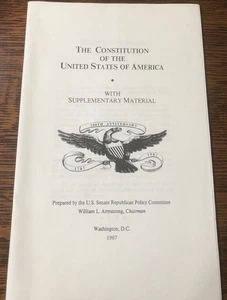 THE CONSTITUTION
OF THE
UNITED STATES OF AMERICA
WITH
SUPPLEMENTARY MATERIAL
200TH ANNIVERSARY
1787 1987
Prepared by the U.S. Senate Republican Policy Committee
William L. Armstrong, Chairman
Washington, D.C.
1987